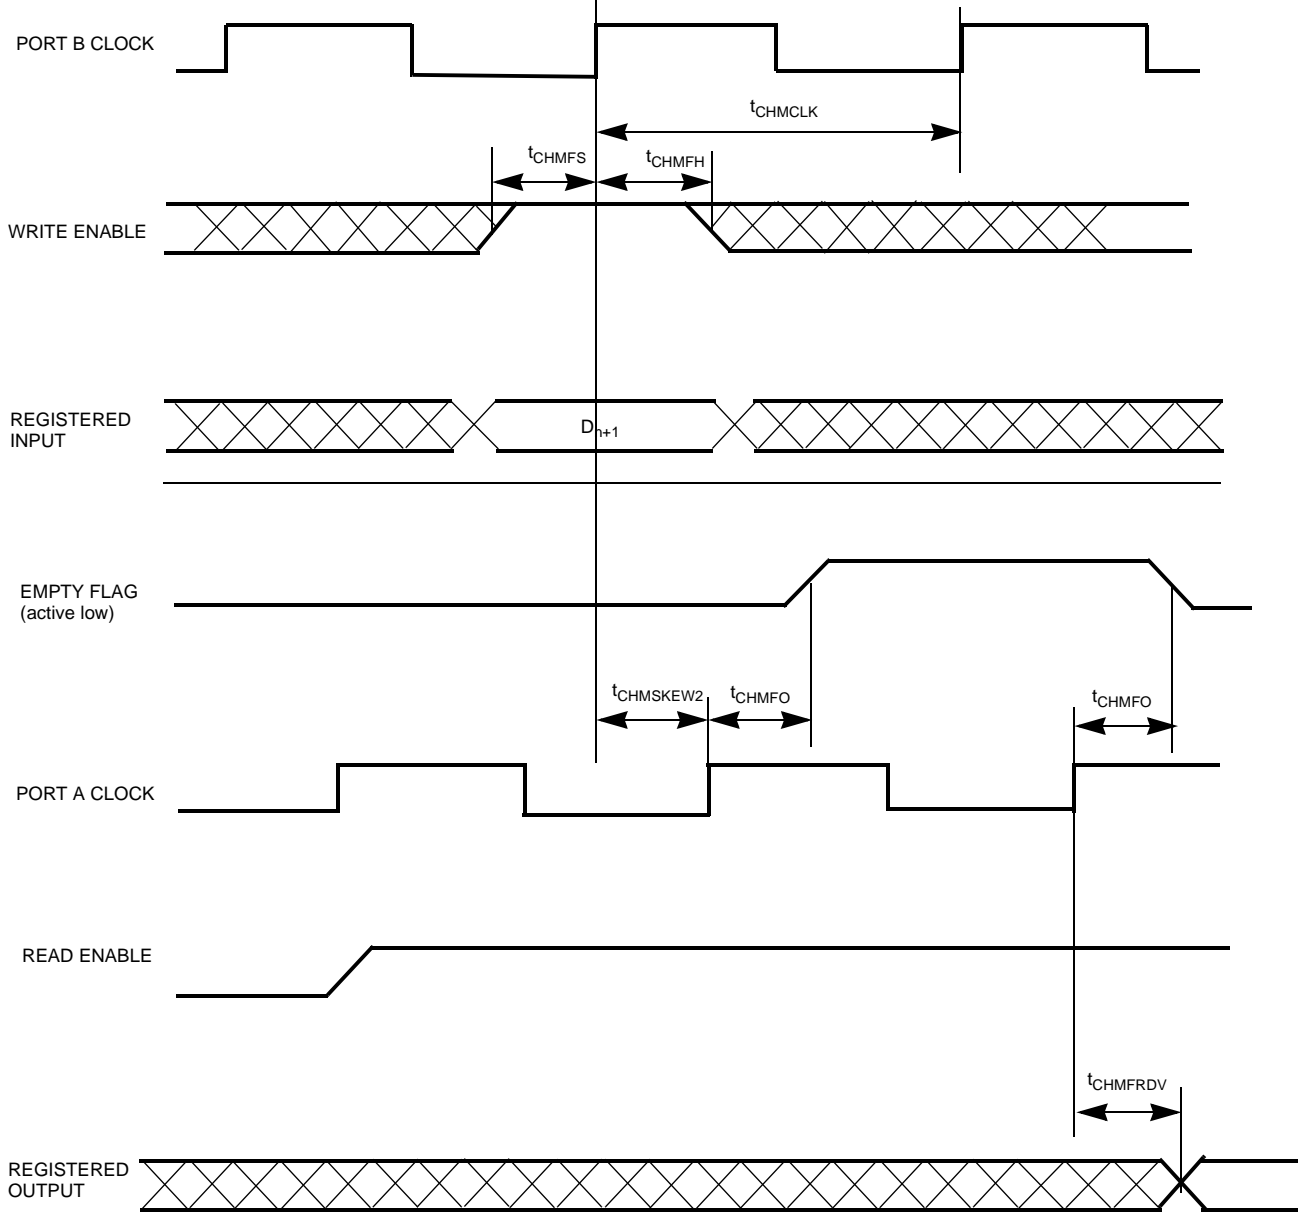 PORT B CLOCK
tCHMCLK
tCHMFS
tCHMFH
WRITE ENABLE
REGISTERED
INPUT
Dn+1
EMPTY FLAG
(active low)
tCHMSKEW2
tCHMFO
tCHMFO
PORT A CLOCK
READ ENABLE
tCHMFRDV
REGISTERED
OUTPUT